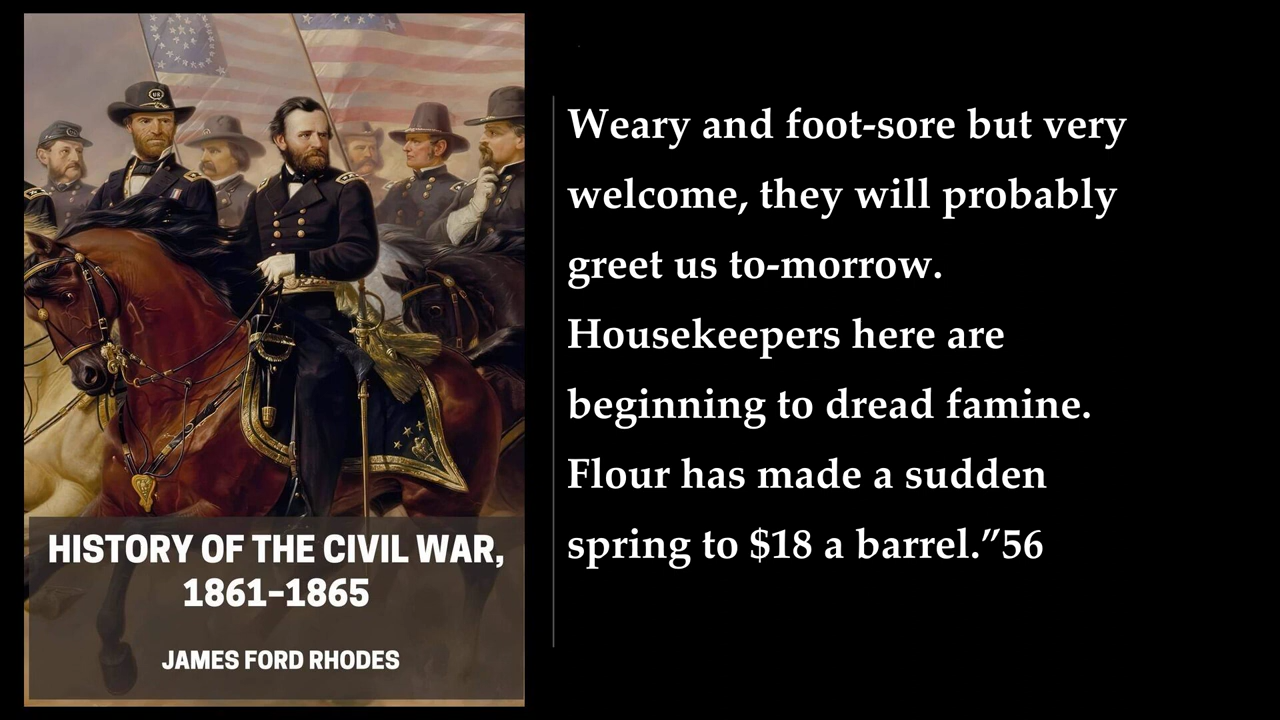 HISTORY OF THE CIVIL WAR,
1861–1865
JAMES FORD RHODES
Weary and foot-sore but very
welcome, they will probably
greet us to-morrow.
Housekeepers here are
beginning to dread famine.
Flour has made a sudden
spring to $18 a barrel.”56